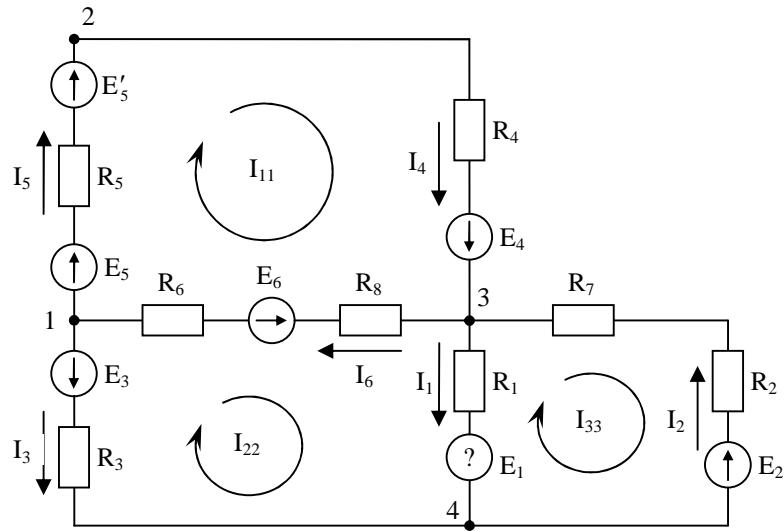 2
E′₅
R₄
I₄
I₅
R₅
I₁₁
E₄
E₅
R₆
E₆
R₈
3
R₇
1
I₆
E₃
I₁
R₁
R₂
I₃
R₃
I₂₂
I₃₃
I₂
?
E₁
E₂
4